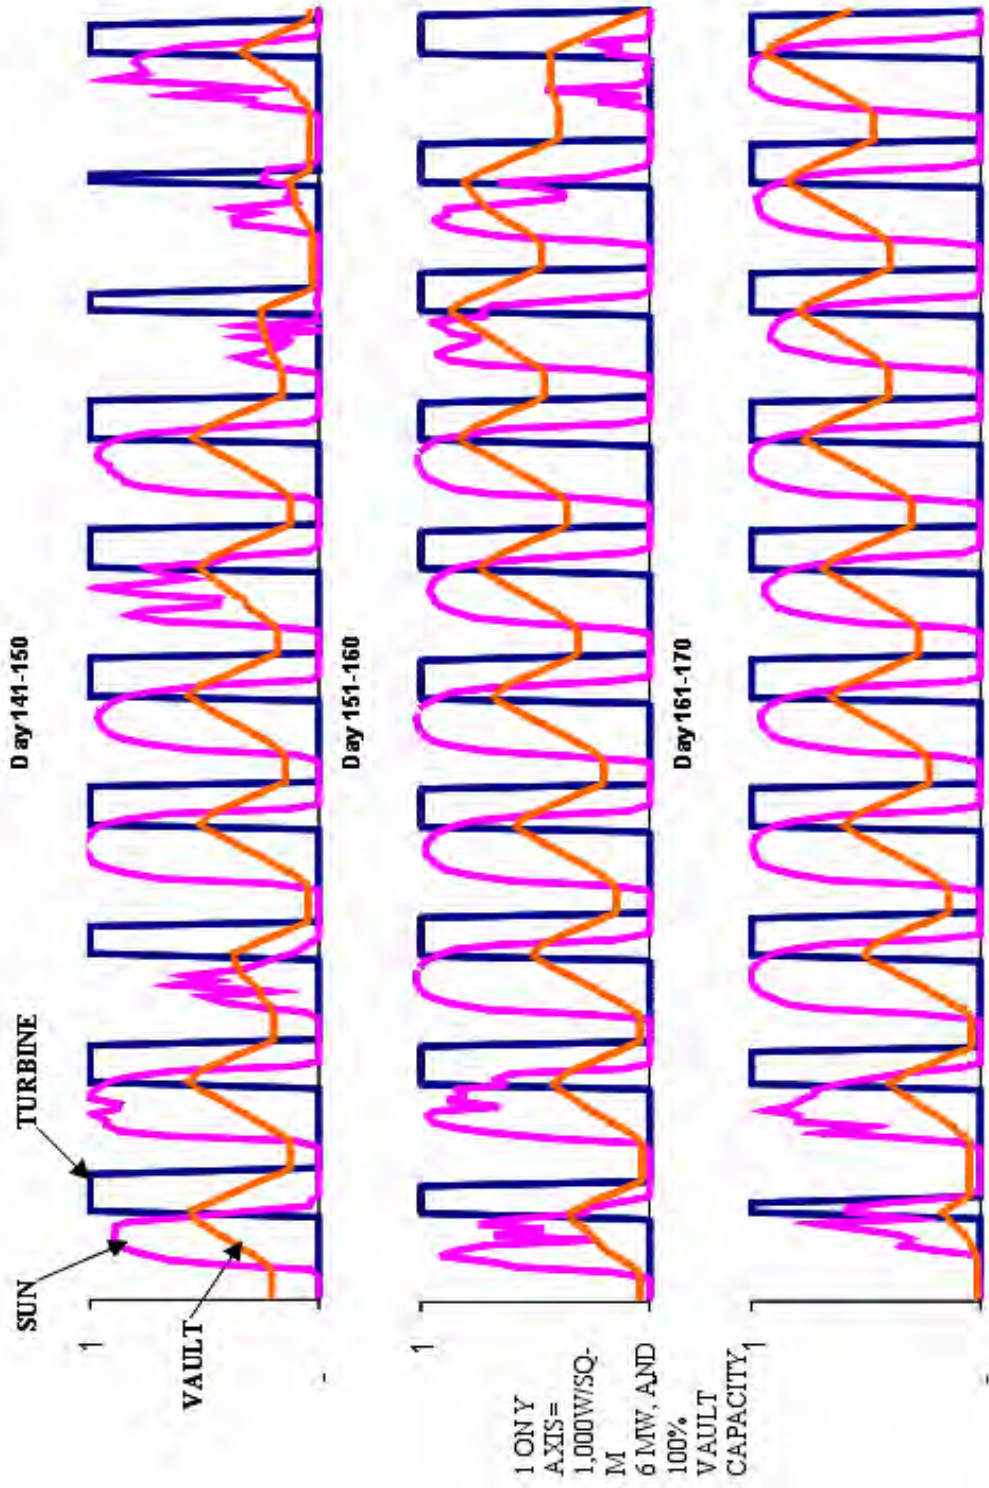 Day 141-150
TURBINE
SUN
VAULT
1
-
Day 151-160
1
1 ON Y
AXIS=
1,000W/SQ-
M
6 MW, AND
100%
VAULT
CAPACITY
Day 161-170
1
-